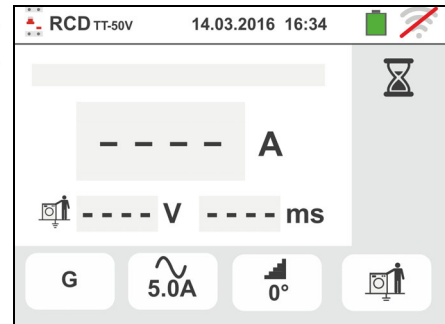 RCD TT-50V 14.03.2016 16:34
- - - - A
- - - - V - - - - ms
G 5.0A 0°